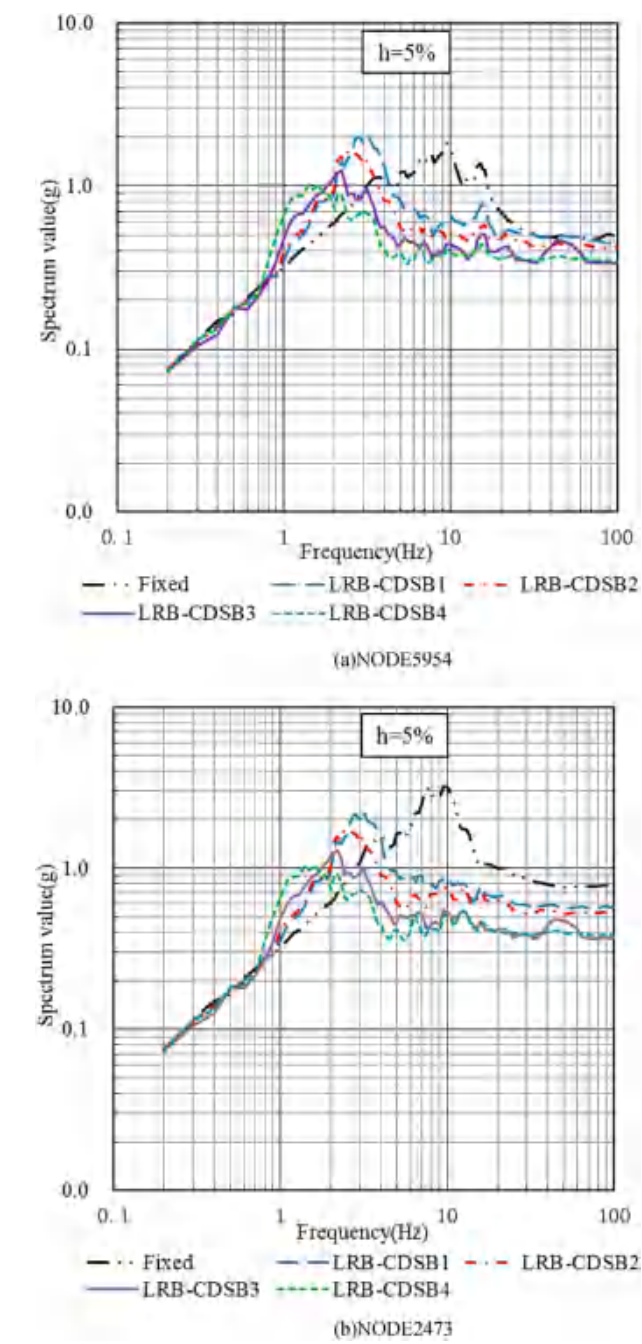 10.0
h=5%
1.0
Spectrum value(g)
0.1
0.0
0.1 1 10 100
Frequency(Hz)
Fixed LRB-CDSB1 LRB-CDSB2
LRB-CDSB3 LRB-CDSB4
(a)NODE5954
10.0
h=5%
1.0
Spectrum value(g)
0.1
0.0
0.1 1 10 100
Frequency(Hz)
Fixed LRB-CDSB1 LRB-CDSB2
LRB-CDSB3 LRB-CDSB4
(b)NODE2473